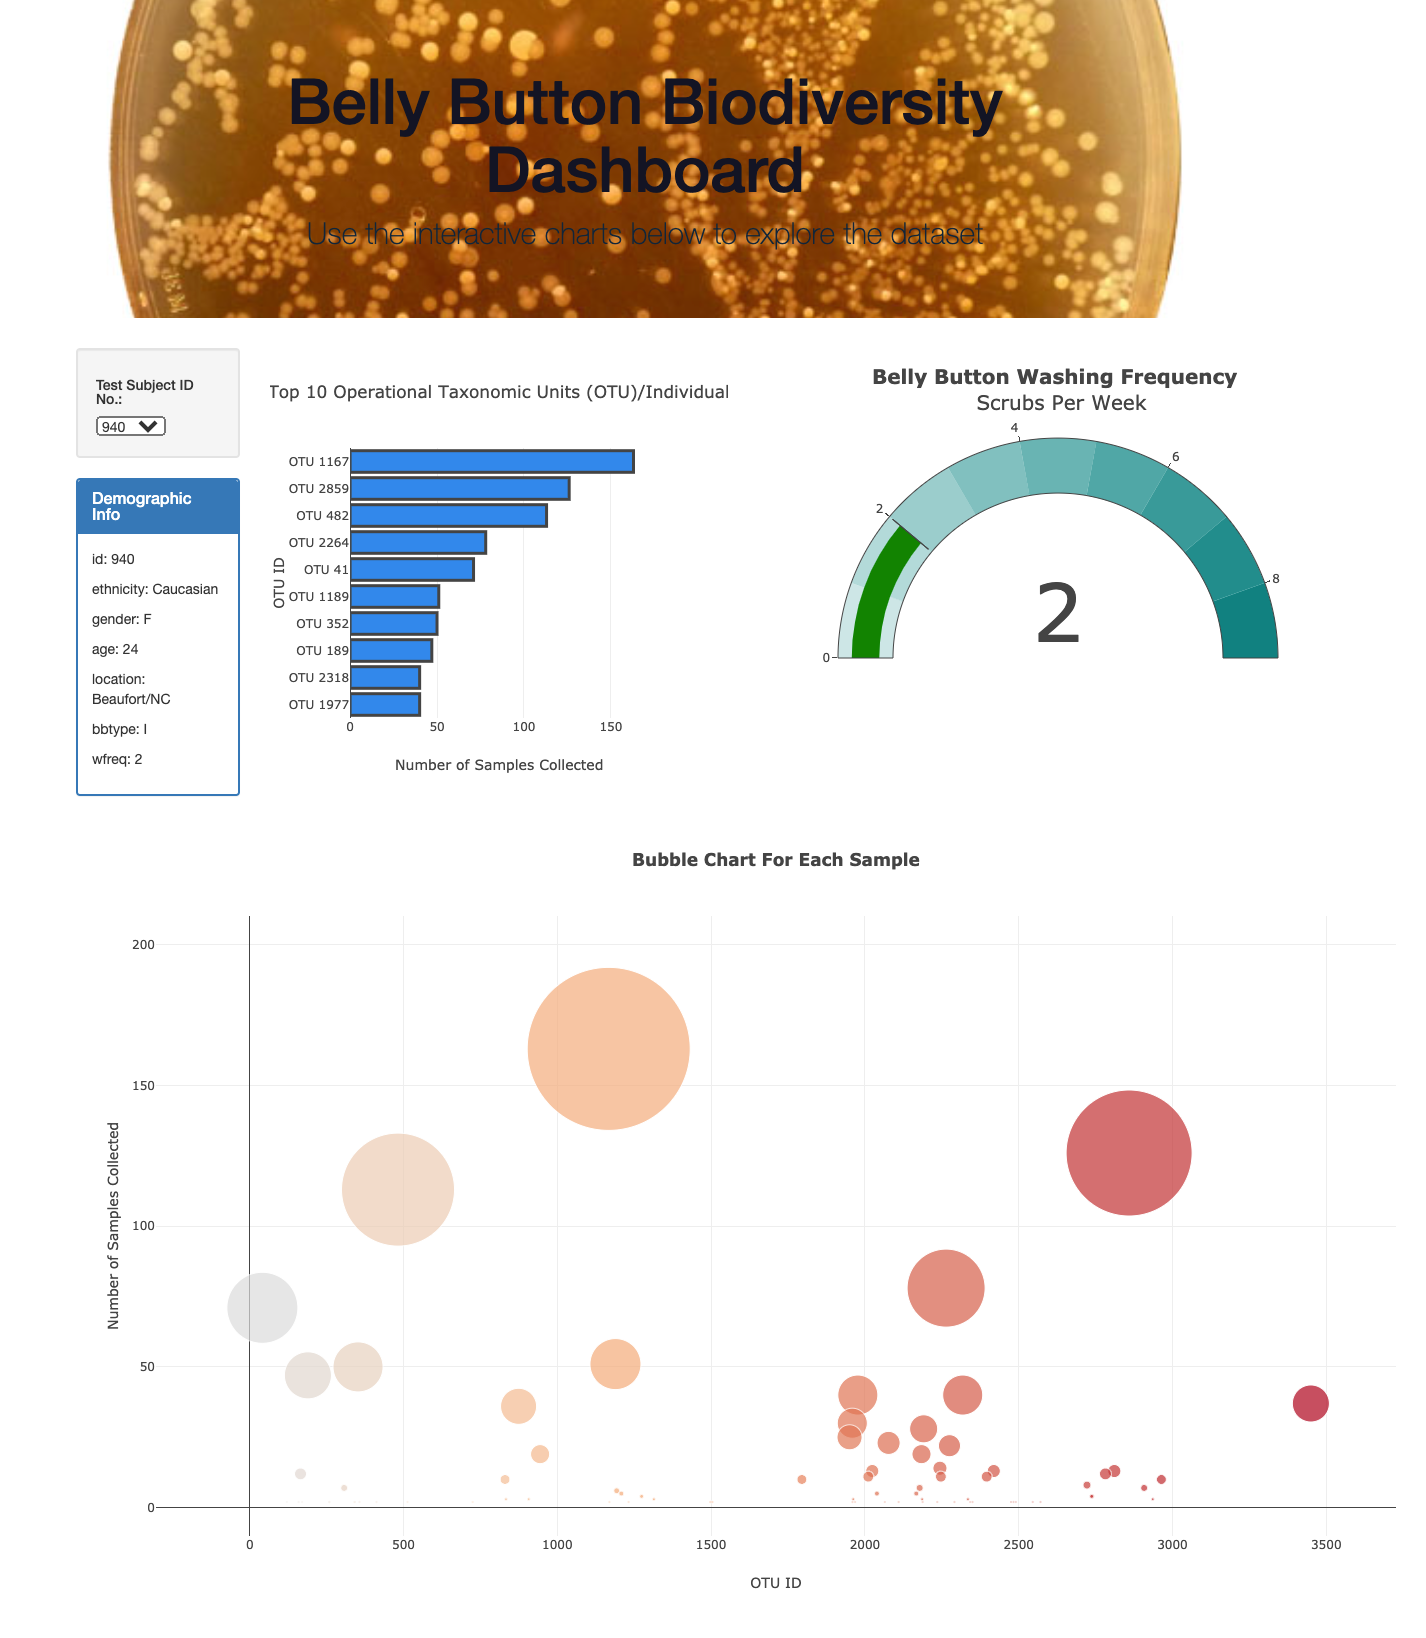 Belly Button Biodiversity
Dashboard
Use the interactive charts below to explore the dataset
Test Subject ID
No.:
940
Demographic
Info
id: 940
ethnicity: Caucasian
gender: F
age: 24
location:
Beaufort/NC
bbtype: I
wfreq: 2
Top 10 Operational Taxonomic Units (OTU)/Individual
OTU ID
OTU 1167
OTU 2859
OTU 482
OTU 2264
OTU 41
OTU 1189
OTU 352
OTU 189
OTU 2318
OTU 1977
0 50 100 150
Number of Samples Collected
Belly Button Washing Frequency
Scrubs Per Week
0
2
4
6
8
2
Bubble Chart For Each Sample
Number of Samples Collected
200
150
100
50
0
0 500 1000 1500 2000 2500 3000 3500
OTU ID